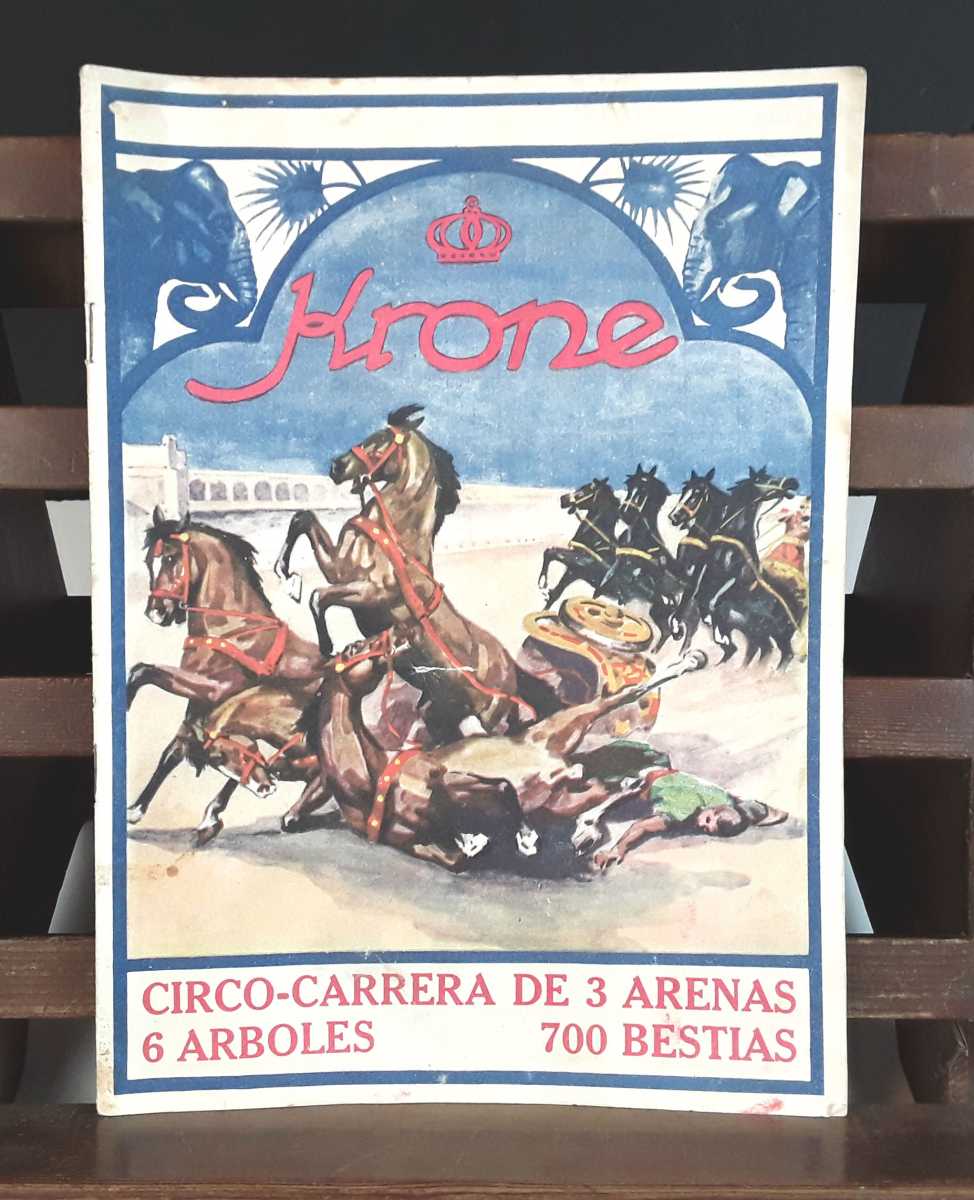 Krone
CIRCO-CARRERA DE 3 ARENAS
6 ARBOLES 700 BESTIAS